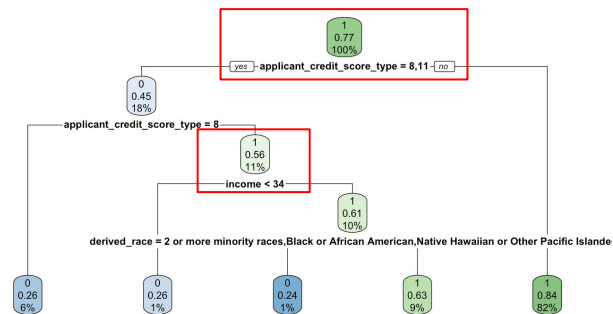 1
0.77
100%
yes applicant_credit_score_type = 8,11 no
0
0.45
18%
applicant_credit_score_type = 8
1
0.56
11%
income < 34
1
0.61
10%
derived_race = 2 or more minority races,Black or African American,Native Hawaiian or Other Pacific Islander
0 0 0 1 1
0.26 0.26 0.24 0.63 0.84
6% 1% 1% 9% 82%